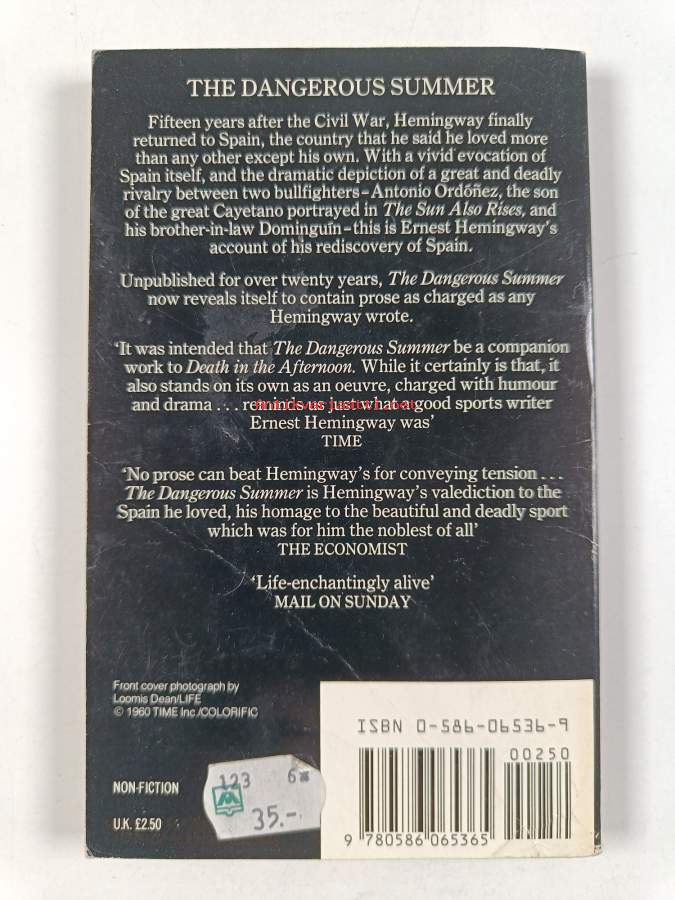 THE DANGEROUS SUMMER
Fifteen years after the Civil War, Hemingway finally
returned to Spain, the country that he said he loved more
than any other except his own. With a vivid evocation of
Spain itself, and the dramatic depiction of a great and deadly
rivalry between two bullfighters–Antonio Ordóñez, the son
of the great Cayetano portrayed in The Sun Also Rises, and
his brother-in-law Dominguín–this is Ernest Hemingway's
account of his rediscovery of Spain.
Unpublished for over twenty years, The Dangerous Summer
now reveals itself to contain prose as charged as any
Hemingway wrote.
'It was intended that The Dangerous Summer be a companion
work to Death in the Afternoon. While it certainly is that, it
also stands on its own as an oeuvre, charged with humour
and drama . . . reminds us just what a good sports writer
Ernest Hemingway was'
TIME
'No prose can beat Hemingway's for conveying tension . . .
The Dangerous Summer is Hemingway's valediction to the
Spain he loved, his homage to the beautiful and deadly sport
which was for him the noblest of all'
THE ECONOMIST
'Life-enchantingly alive'
MAIL ON SUNDAY
Front cover photograph by
Loomis Dean/LIFE
© 1960 TIME Inc./COLORIFIC
ISBN 0-586-06536-9
00250
NON-FICTION
123
35.-
U.K. £2.50
9 780586 065365